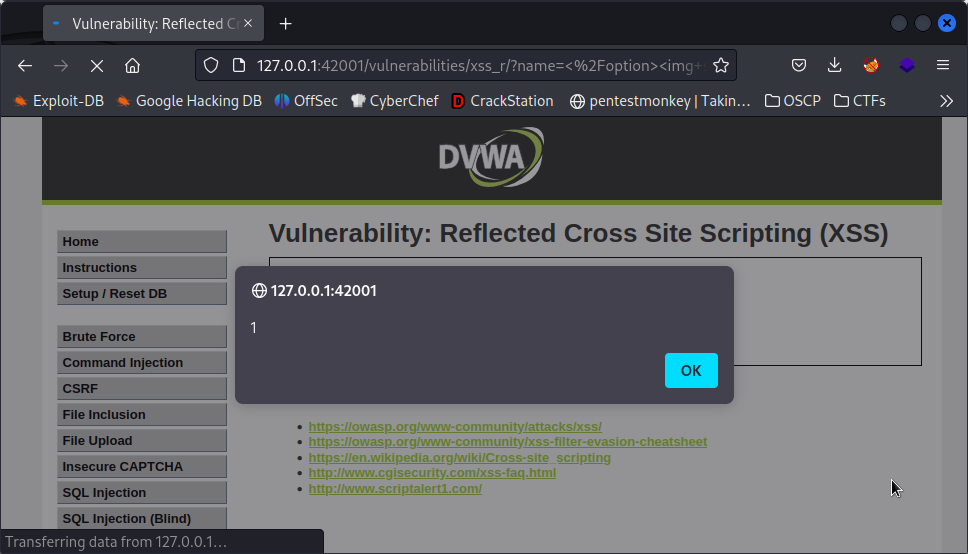 Vulnerability: Reflected Cr
127.0.0.1:42001/vulnerabilities/xss_r/?name=<%2Foption><img+
Exploit-DB Google Hacking DB OffSec CyberChef CrackStation pentestmonkey | Takin… OSCP CTFs
DVWA
Vulnerability: Reflected Cross Site Scripting (XSS)
Home
Instructions
Setup / Reset DB
Brute Force
Command Injection
CSRF
File Inclusion
File Upload
Insecure CAPTCHA
SQL Injection
SQL Injection (Blind)
127.0.0.1:42001
1
OK
https://owasp.org/www-community/attacks/xss/
https://owasp.org/www-community/xss-filter-evasion-cheatsheet
https://en.wikipedia.org/wiki/Cross-site_scripting
http://www.cgisecurity.com/xss-faq.html
http://www.scriptalert1.com/
Transferring data from 127.0.0.1…